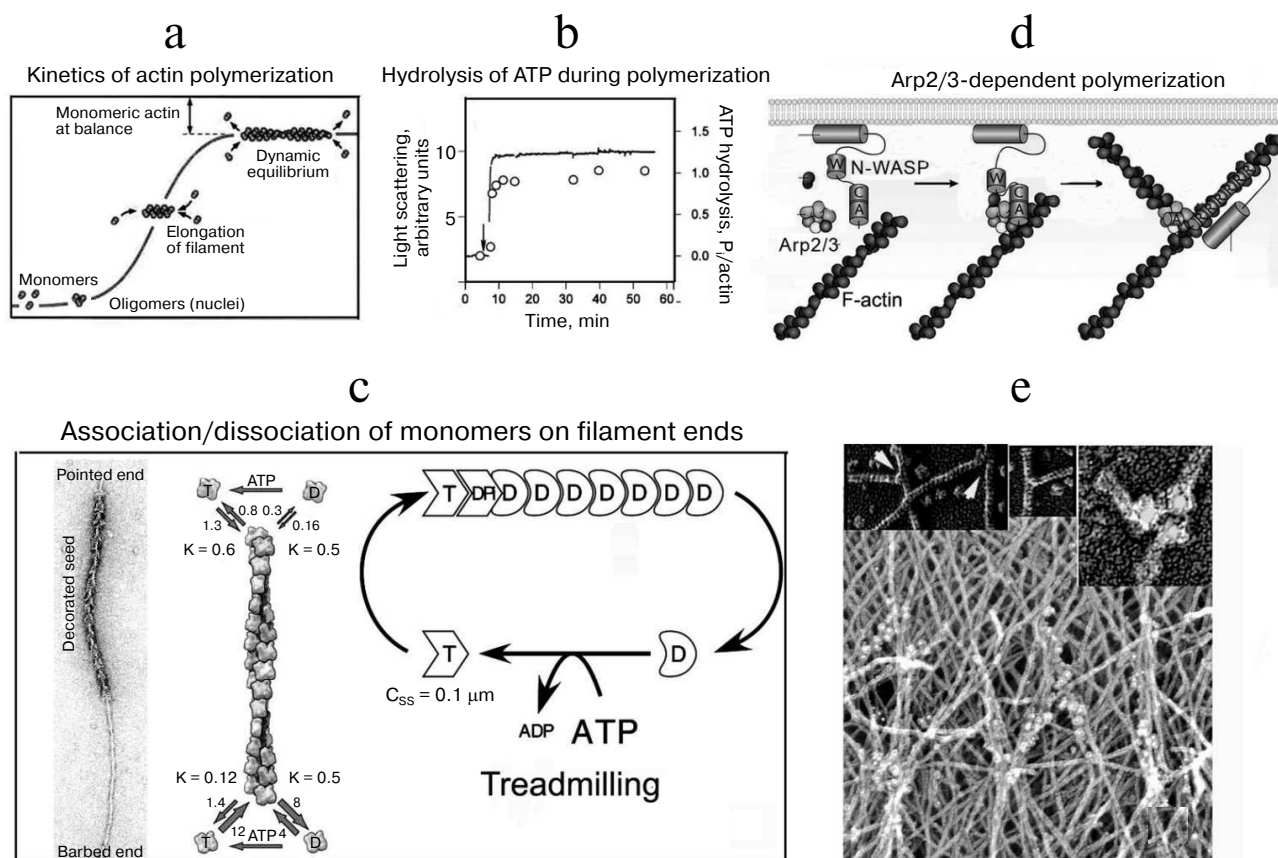 a
Kinetics of actin polymerization
Monomeric actin
at balance
Dynamic
equilibrium
Elongation
of filament
Monomers
Oligomers (nuclei)
b
Hydrolysis of ATP during polymerization
Light scattering,
arbitrary units
10
5
1.5
1.0
0.5
0.0
ATP hydrolysis, Pi/actin
0 10 20 30 40 50 60
Time, min
d
Arp2/3-dependent polymerization
W
N-WASP
C
A
Arp2/3
F-actin
W
C
A
A
c
Association/dissociation of monomers on filament ends
Pointed end
Decorated seed
Barbed end
T
ATP
D
1.3
0.8
0.3
0.16
K = 0.6
K = 0.5
K = 0.12
K = 0.5
1.4
12
4
8
T
ATP
D
T DPi D D D D D D D
T
D
Css = 0.1 μm
ADP
ATP
Treadmilling
e